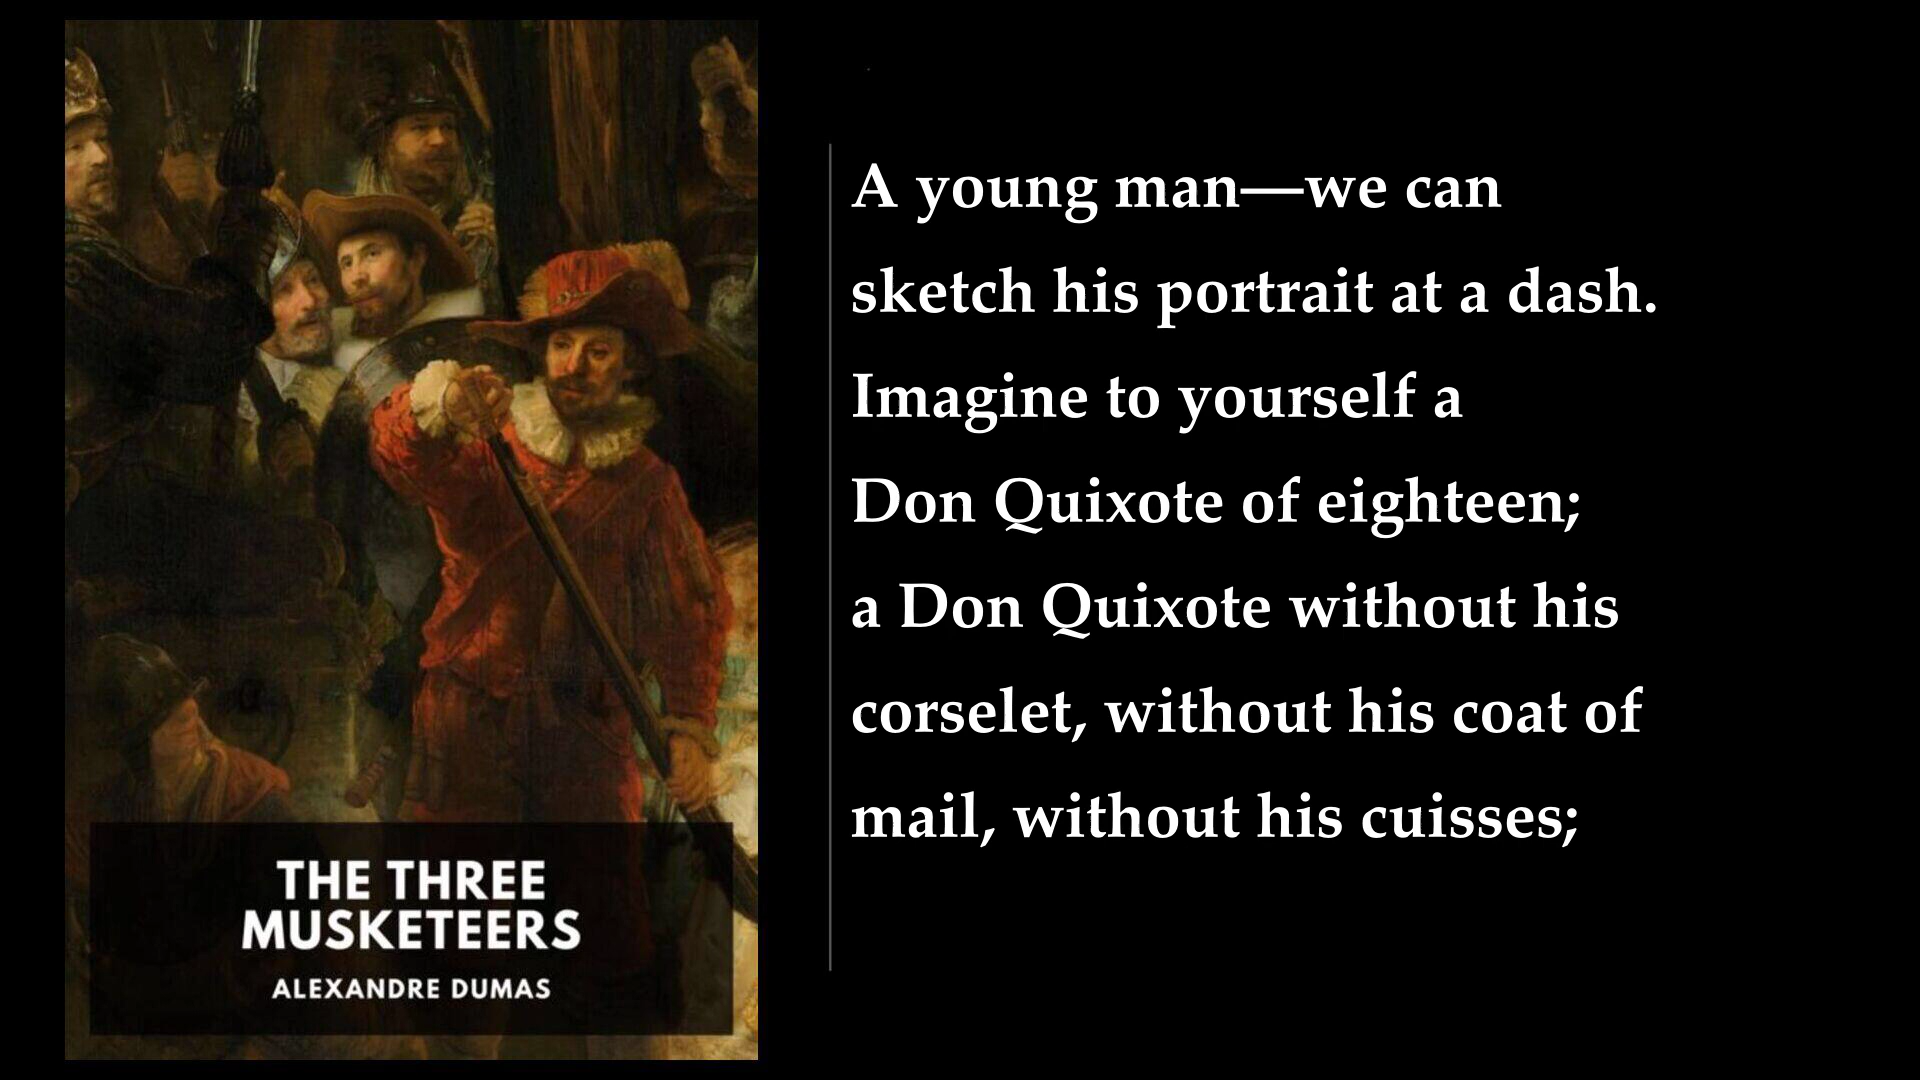 A young man—we can
sketch his portrait at a dash.
Imagine to yourself a
Don Quixote of eighteen;
a Don Quixote without his
corselet, without his coat of
mail, without his cuisses;
THE THREE
MUSKETEERS
ALEXANDRE DUMAS